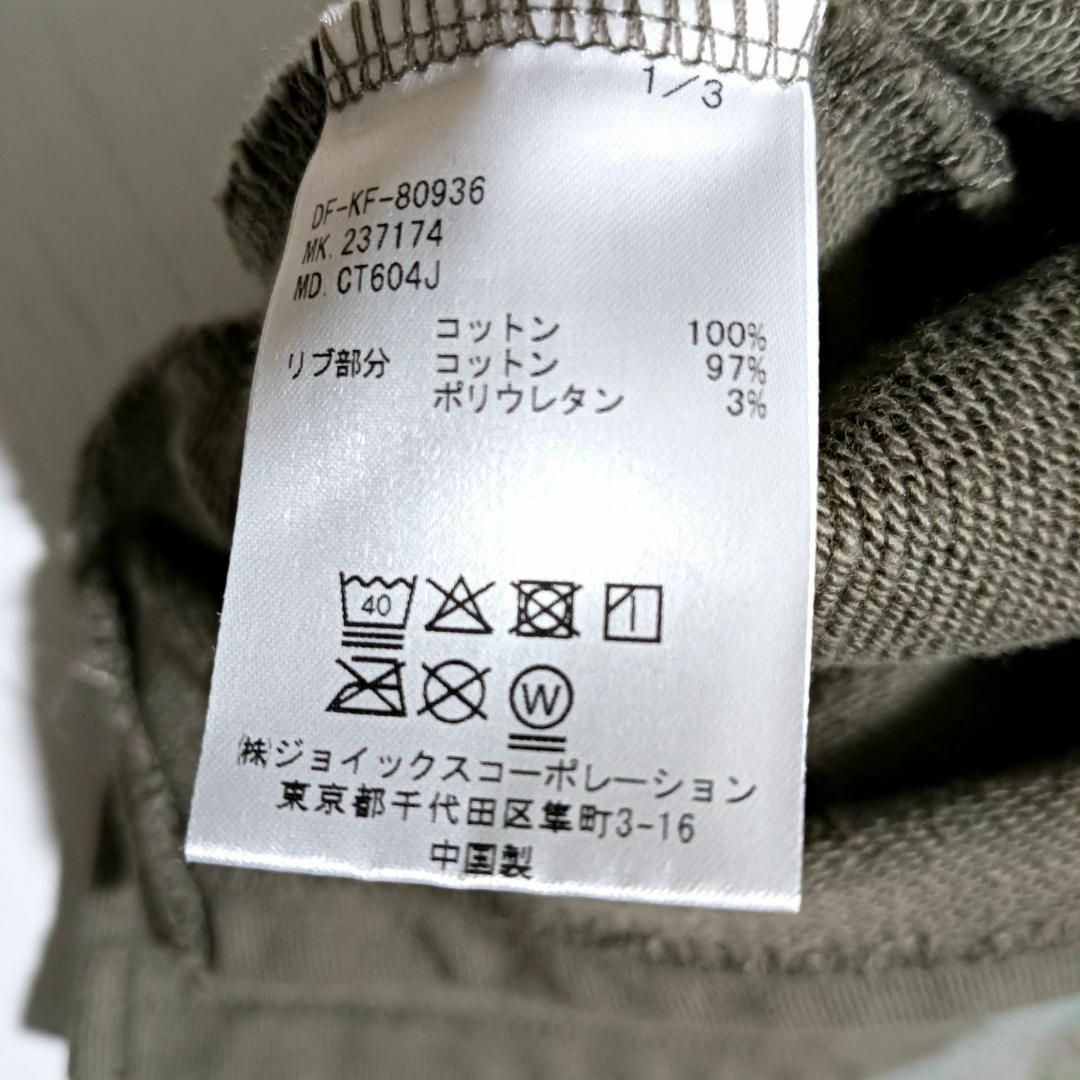 1/3
DF-KF-80936
MK. 237174
MD. CT604J
コットン 100%
リブ部分 コットン 97%
ポリウレタン 3%
40
W
㈱ジョイックスコーポレーション
東京都千代田区隼町3-16
中国製